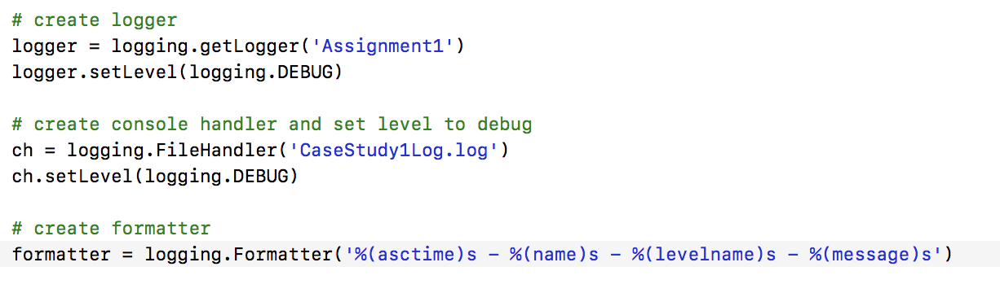 # create logger
logger = logging.getLogger('Assignment1')
logger.setLevel(logging.DEBUG)
# create console handler and set level to debug
ch = logging.FileHandler('CaseStudy1Log.log')
ch.setLevel(logging.DEBUG)
# create formatter
formatter = logging.Formatter('%(asctime)s - %(name)s - %(levelname)s - %(message)s')